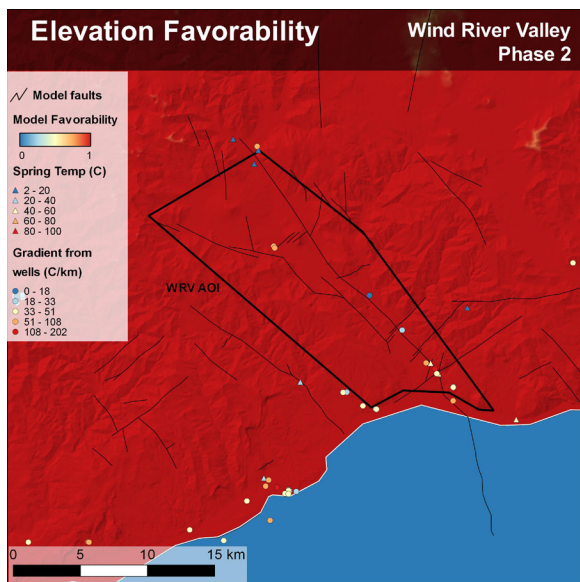 Elevation Favorability
Wind River Valley
Phase 2
Model faults
Model Favorability
0 1
Spring Temp (C)
2 - 20
20 - 40
40 - 60
60 - 80
80 - 100
Gradient from
wells (C/km)
0 - 18
18 - 33
33 - 51
51 - 108
108 - 202
WRV AOI
0 5 10 15 km